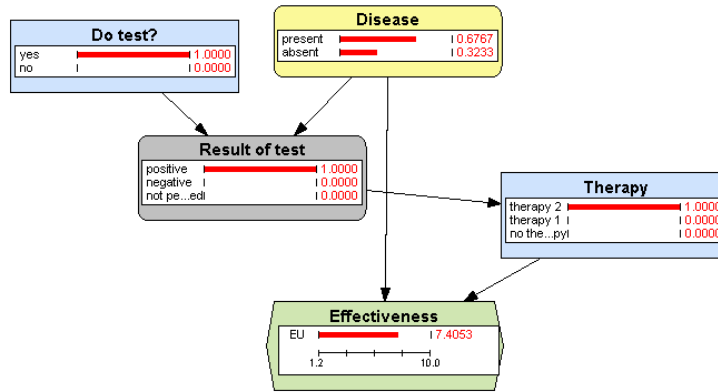 Do test?
yes 1.0000
no 0.0000
Disease
present 0.6767
absent 0.3233
Result of test
positive 1.0000
negative 0.0000
not pe...ed 0.0000
Therapy
therapy 2 1.0000
therapy 1 0.0000
no the...py 0.0000
Effectiveness
EU 7.4053
1.2 10.0